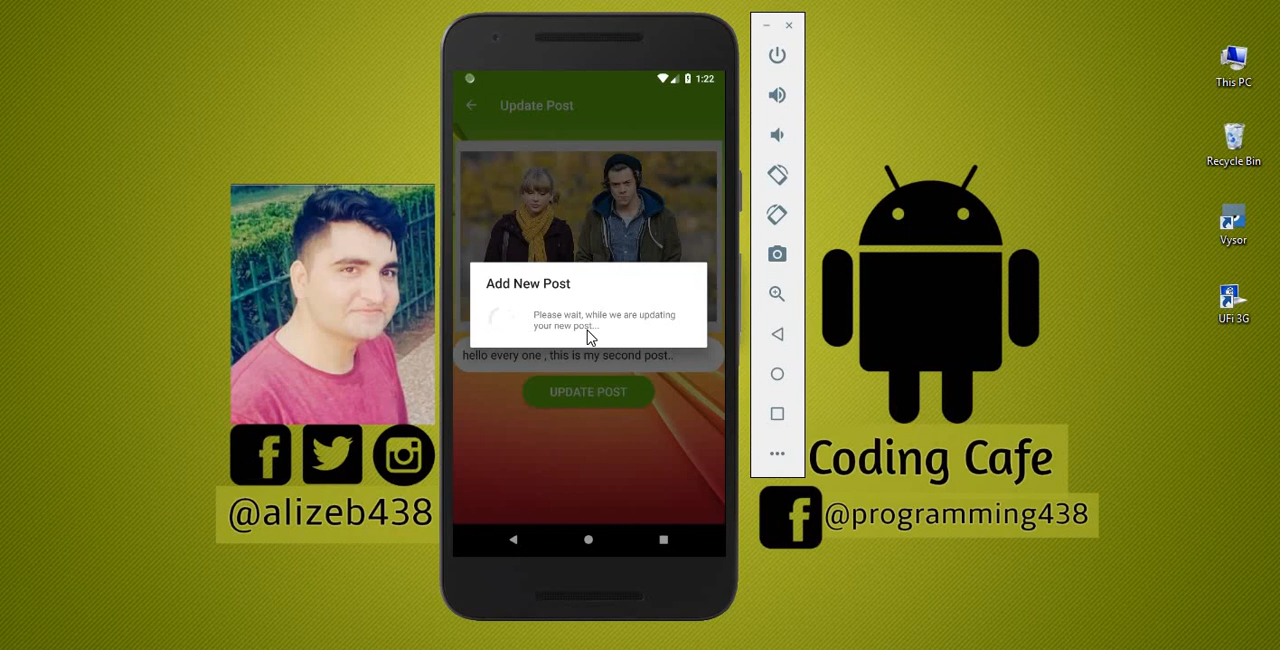 1:22
Update Post
Add New Post
Please wait, while we are updating
your new post...
hello every one , this is my second post..
UPDATE POST
@alizeb438
Coding Cafe
@programming438
This PC
Recycle Bin
Vysor
UFi 3G